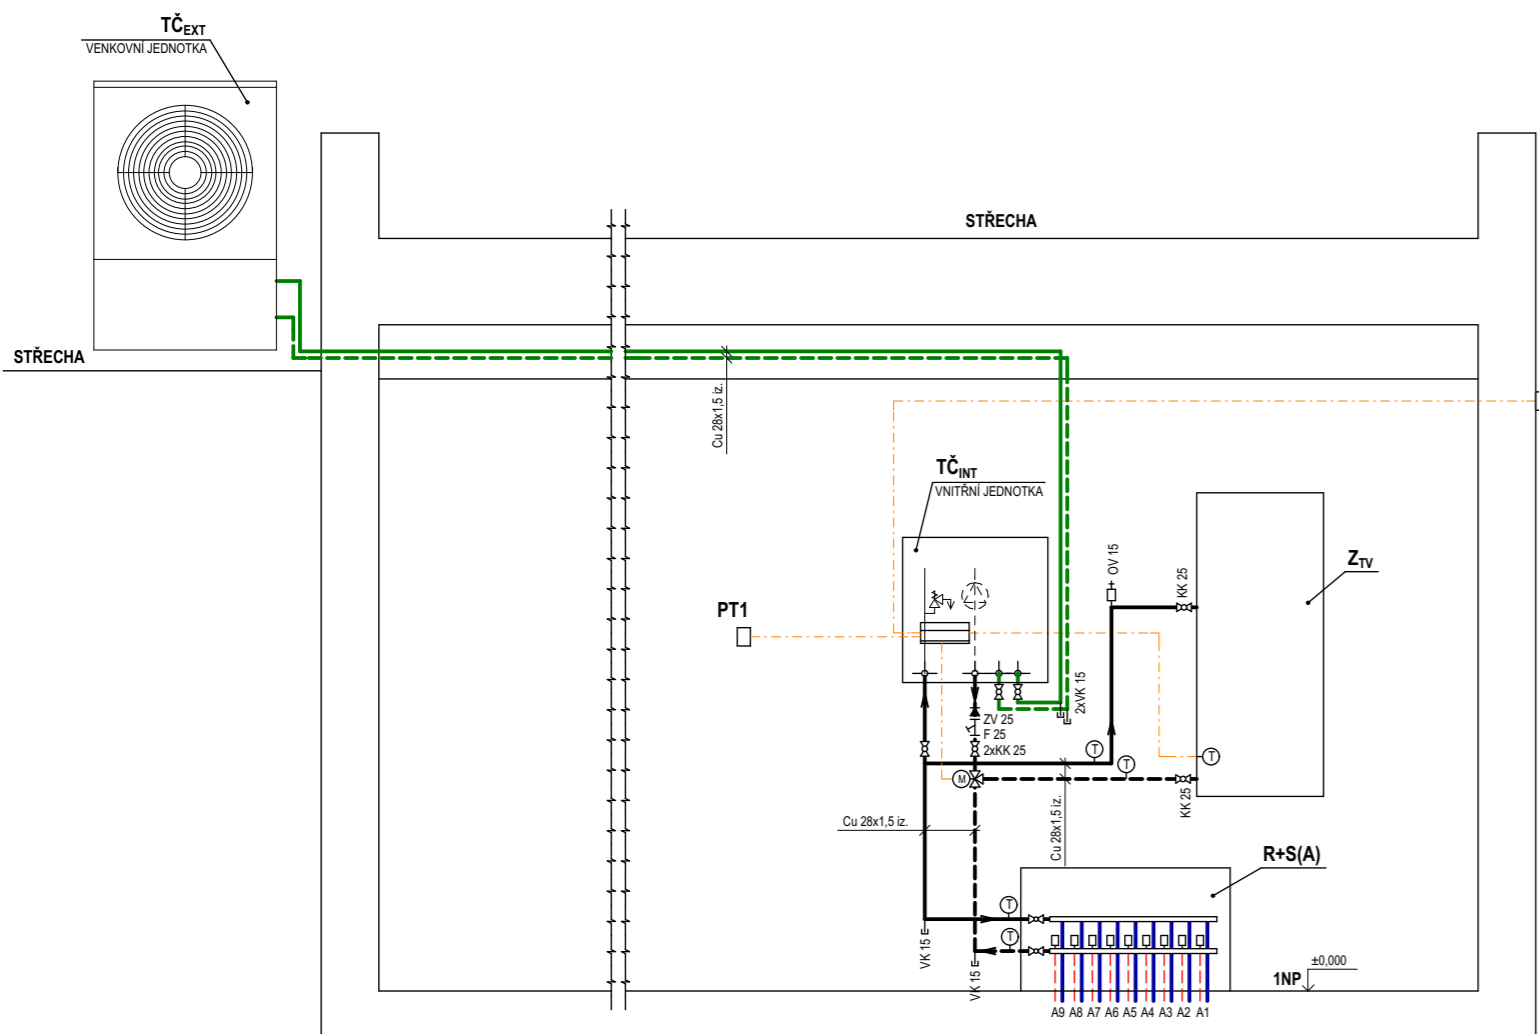 TČEXT
VENKOVNÍ JEDNOTKA
STŘECHA
STŘECHA
Cu 28x1,5 iz.
TČINT
VNITŘNÍ JEDNOTKA
OV 15
KK 25
ZTV
PT1
2xVK 15
ZV 25
F 25
2xKK 25
T
T
T
M
KK 25
Cu 28x1,5 iz.
Cu 28x1,5 iz.
R+S(A)
T
T
VK 15
VK 15
±0,000
1NP
A9 A8 A7 A6 A5 A4 A3 A2 A1